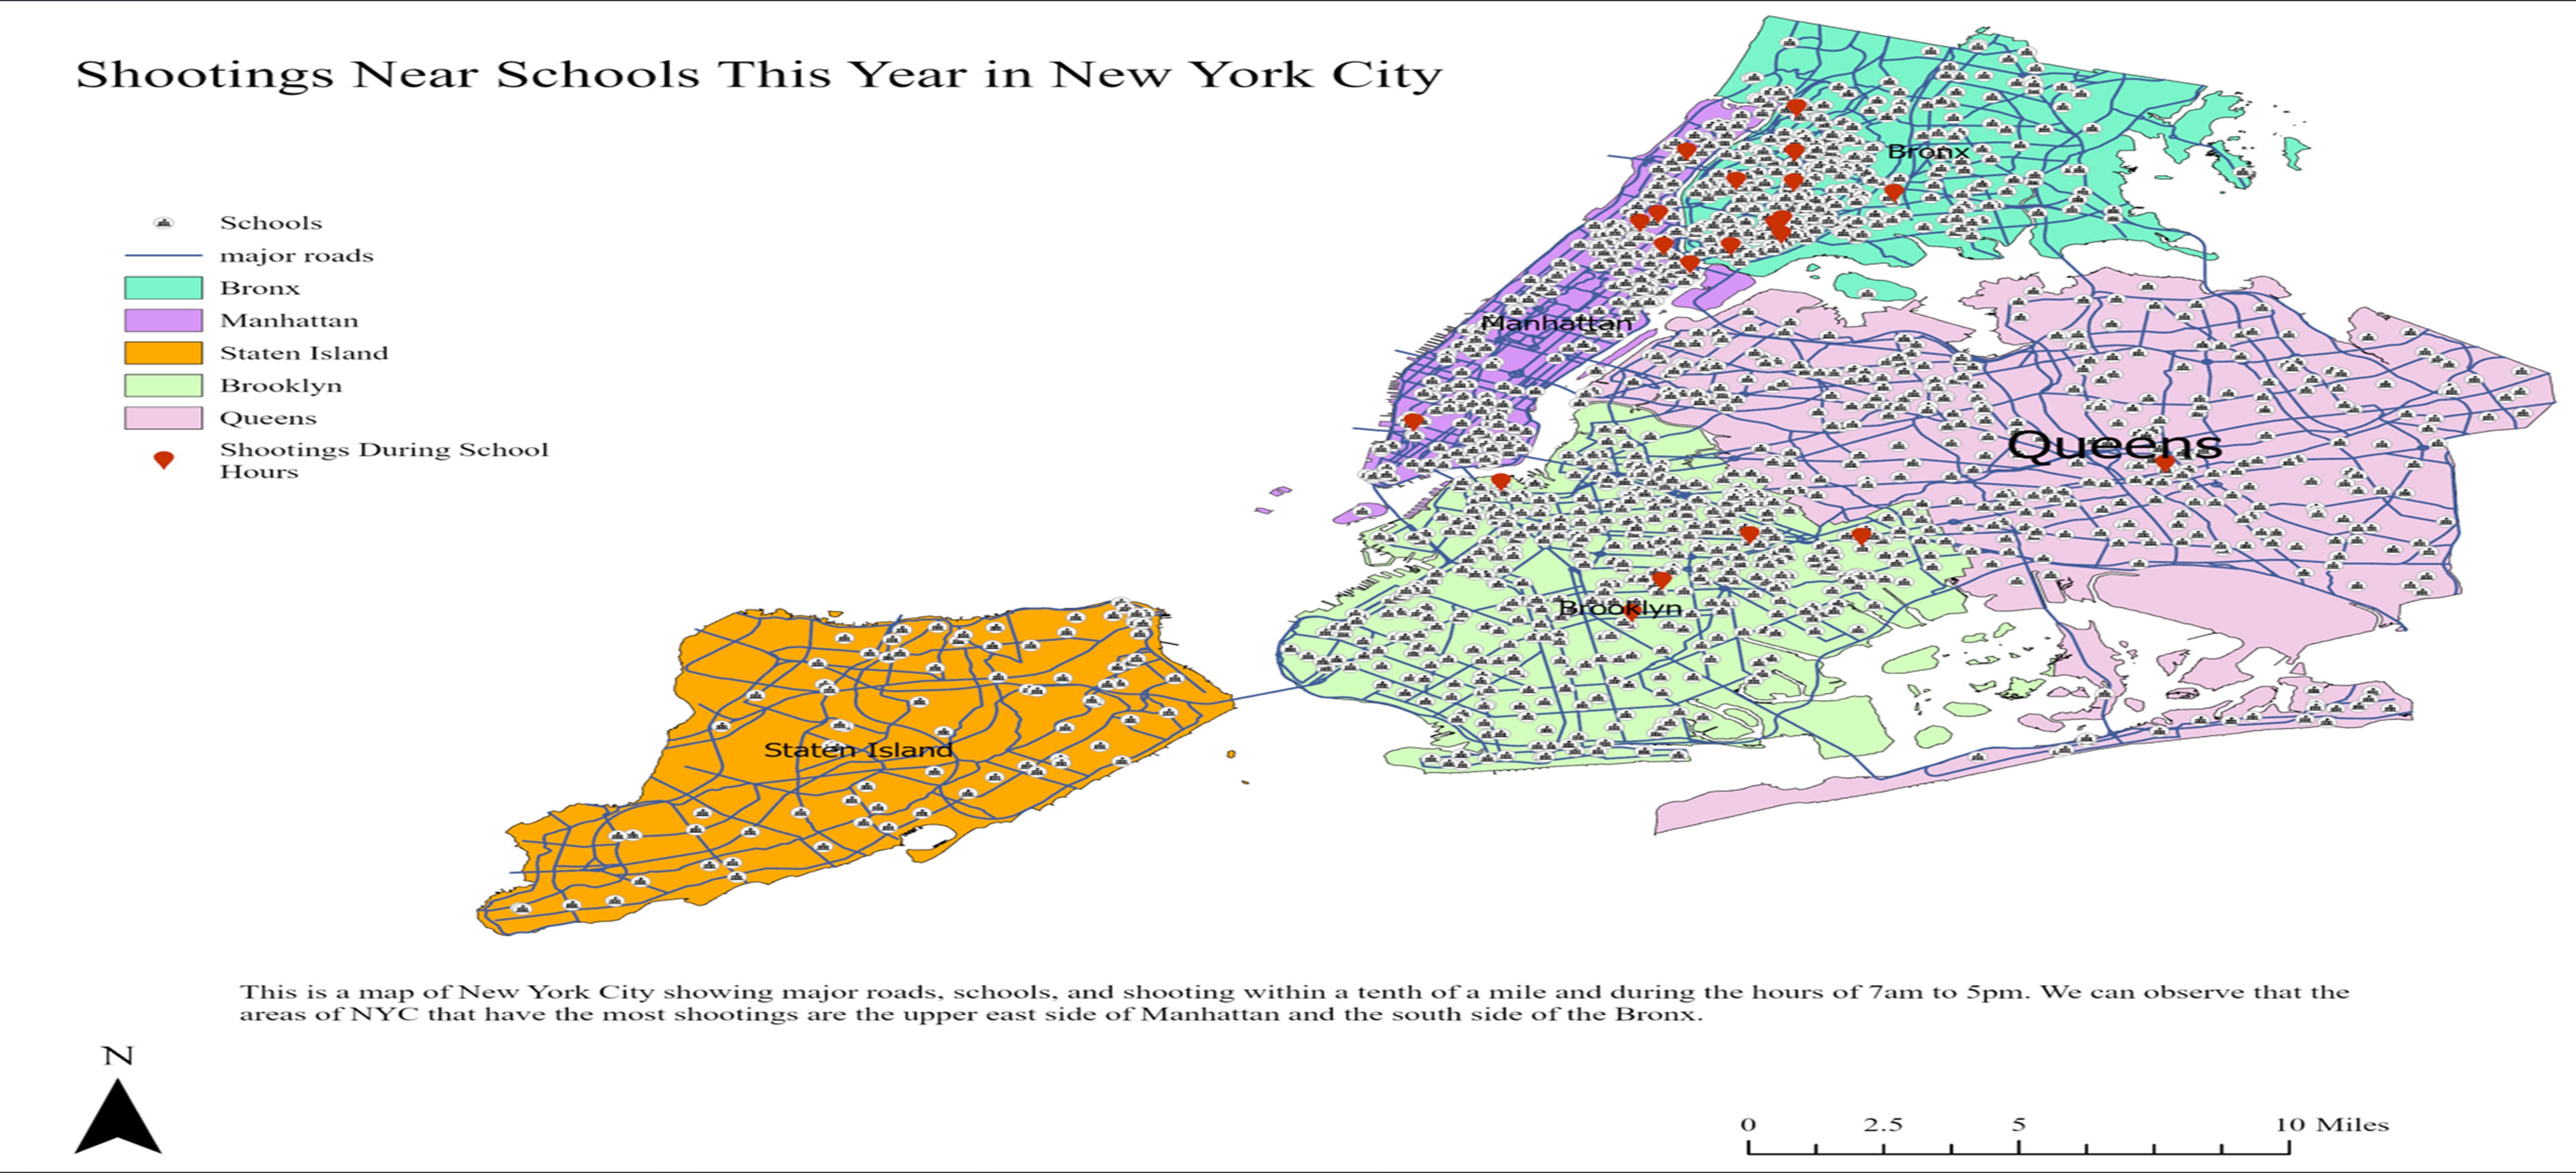 Shootings Near Schools This Year in New York City
Schools
major roads
Bronx
Manhattan
Staten Island
Brooklyn
Queens
Shootings During School
Hours
Bronx
Manhattan
Queens
Brooklyn
Staten Island
This is a map of New York City showing major roads, schools, and shooting within a tenth of a mile and during the hours of 7am to 5pm. We can observe that the
areas of NYC that have the most shootings are the upper east side of Manhattan and the south side of the Bronx.
N
0 2.5 5 10 Miles